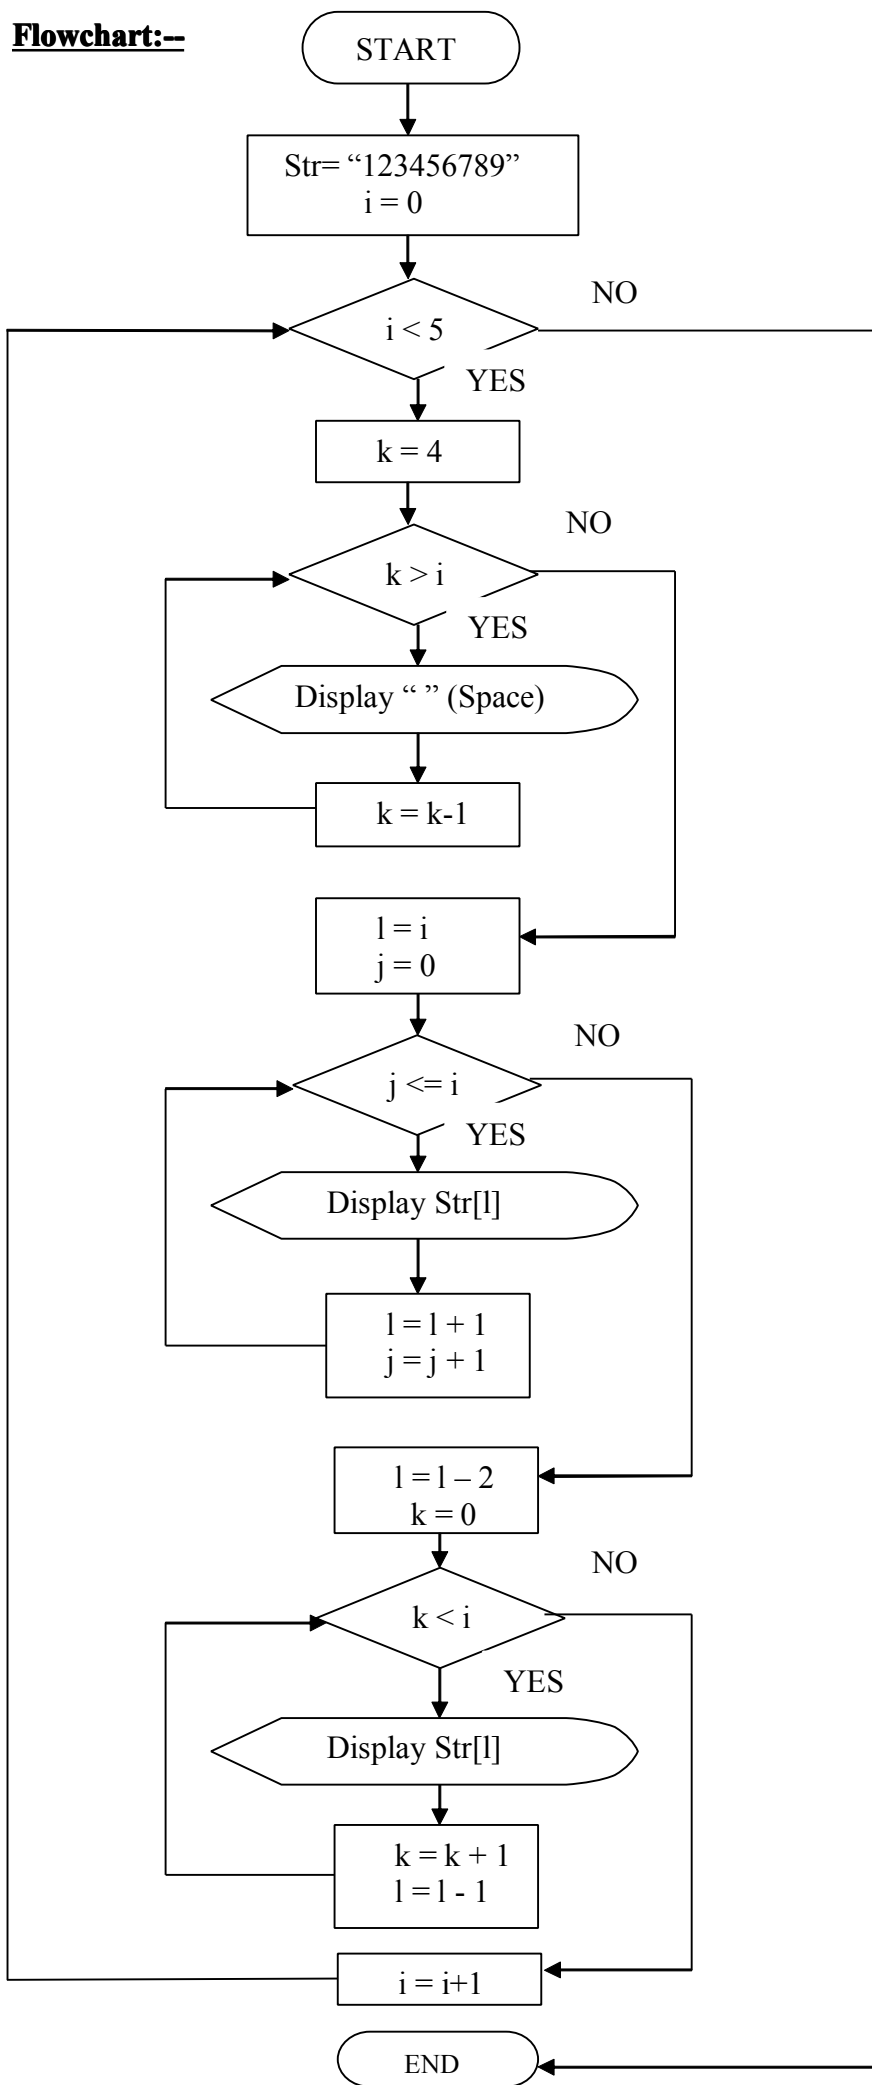 Flowchart:--
START
Str= “123456789”
i = 0
i < 5
NO
YES
k = 4
k > i
NO
YES
Display “ ” (Space)
k = k-1
l = i
j = 0
j <= i
NO
YES
Display Str[l]
l = l + 1
j = j + 1
l = l – 2
k = 0
k < i
NO
YES
Display Str[l]
k = k + 1
l = l - 1
i = i+1
END